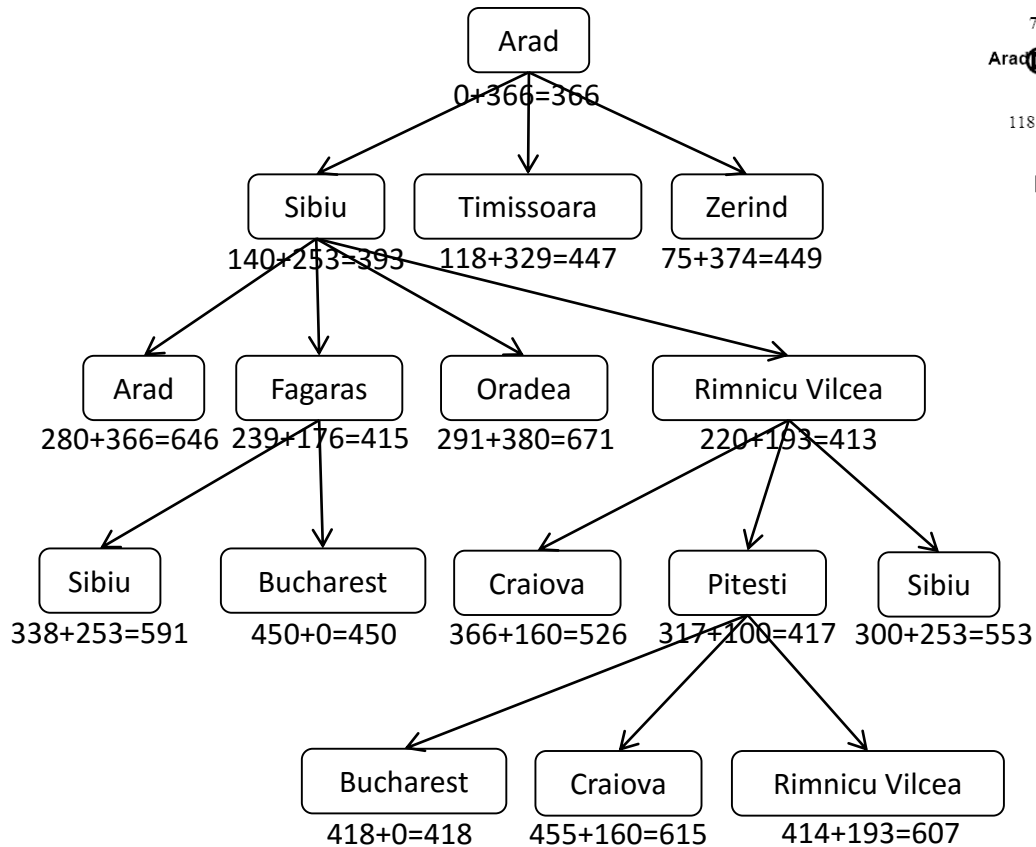 Arad
0+366=366
7
Arad
118
Sibiu
Timissoara
Zerind
140+253=393
118+329=447
75+374=449
Arad
Fagaras
Oradea
Rimnicu Vilcea
280+366=646
239+176=415
291+380=671
220+193=413
Sibiu
Bucharest
Craiova
Pitesti
Sibiu
338+253=591
450+0=450
366+160=526
317+100=417
300+253=553
Bucharest
Craiova
Rimnicu Vilcea
418+0=418
455+160=615
414+193=607